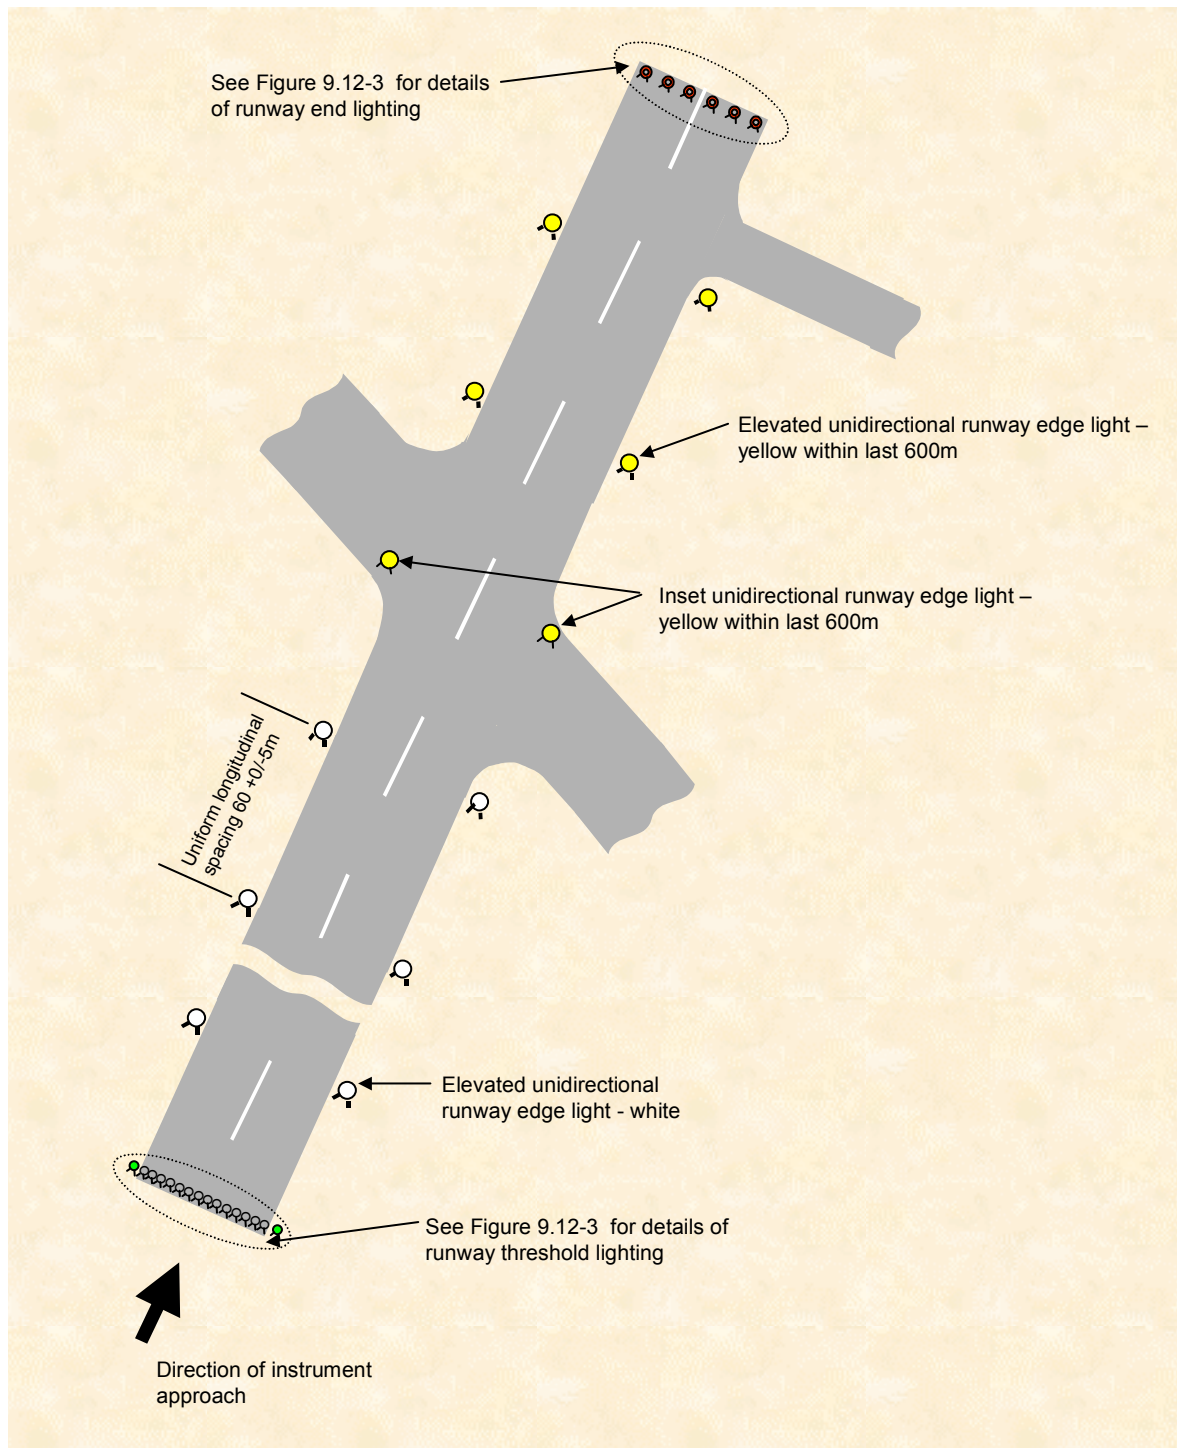 See Figure 9.12-3 for details
of runway end lighting
Elevated unidirectional runway edge light –
yellow within last 600m
Inset unidirectional runway edge light –
yellow within last 600m
Uniform longitudinal
spacing 60 +0/-5m
Elevated unidirectional
runway edge light - white
See Figure 9.12-3 for details of
runway threshold lighting
Direction of instrument
approach